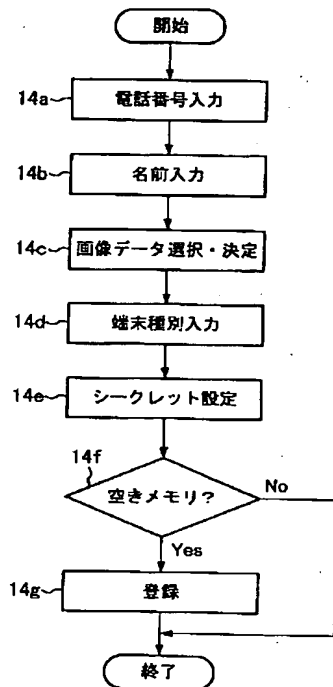 開始
14a
電話番号入力
14b
名前入力
14c
画像データ選択・決定
14d
端末種別入力
14e
シークレット設定
14f
空きメモリ?
No
Yes
14g
登録
終了